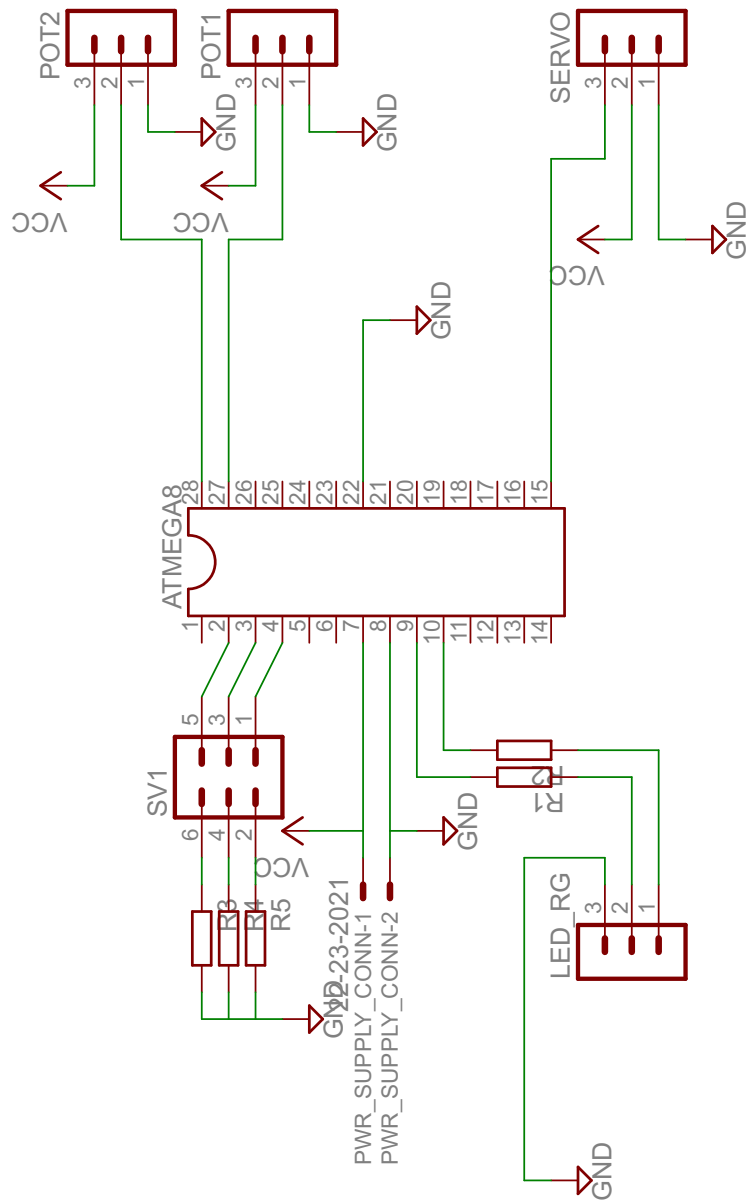 POT2
3
2
1
GND
VCC
POT1
3
2
1
GND
VCC
SERVO
3
2
1
GND
VCC
GND
ATMEGA8
28
27
26
25
24
23
22
21
20
19
18
17
16
15
1
2
3
4
5
6
7
8
9
10
11
12
13
14
SV1
5
3
1
6
4
2
VCC
GND
R2
R1
R3
R4
R5
GND
22-23-2021
PWR_SUPPLY_CONN-1
PWR_SUPPLY_CONN-2
LED_RG
3
2
1
GND